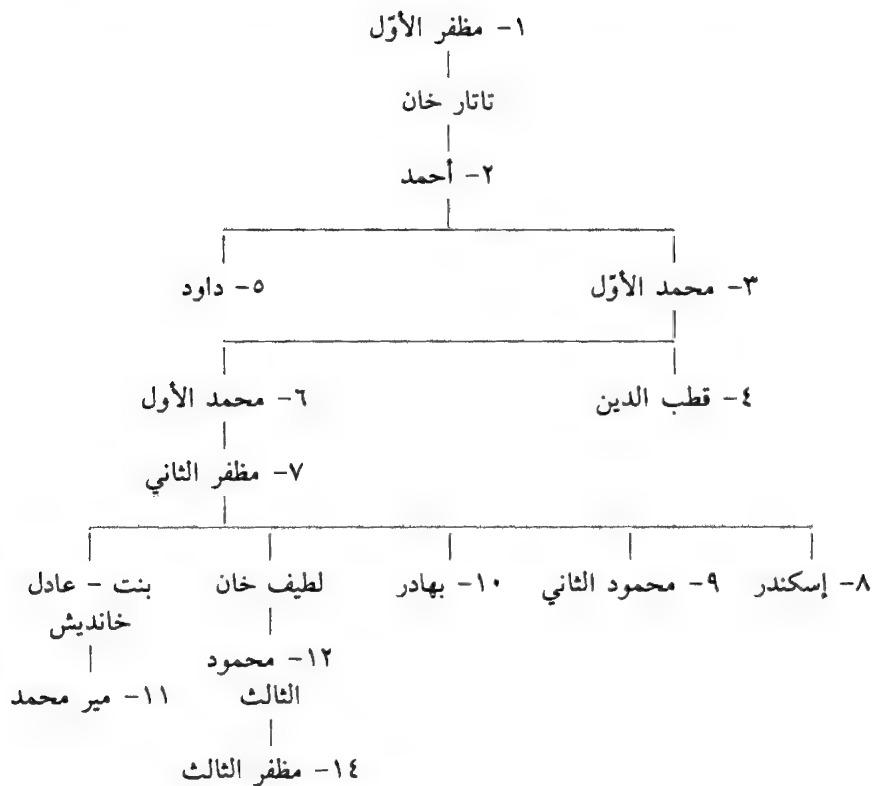 ١- مظفر الأوّل
تاتار خان
٢- أحمد
٣- محمد الأوّل
٥- داود
٤- قطب الدين
٦- محمد الأول
٧- مظفر الثاني
٨- إسكندر
٩- محمود الثاني
١٠- بهادر
لطيف خان
بنت - عادل
خانديش
١٢- محمود
الثالث
١١- مير محمد
١٤- مظفر الثالث